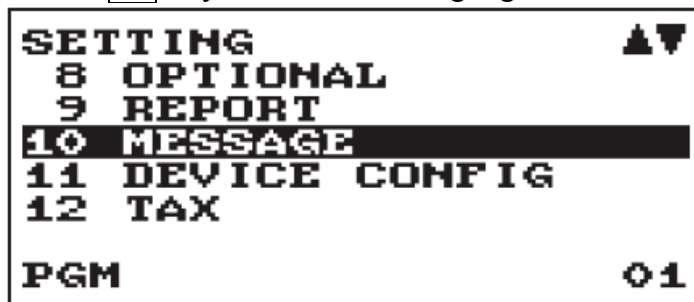 SETTING ▲▼
8 OPTIONAL
9 REPORT
10 MESSAGE
11 DEVICE CONFIG
12 TAX
PGM 01